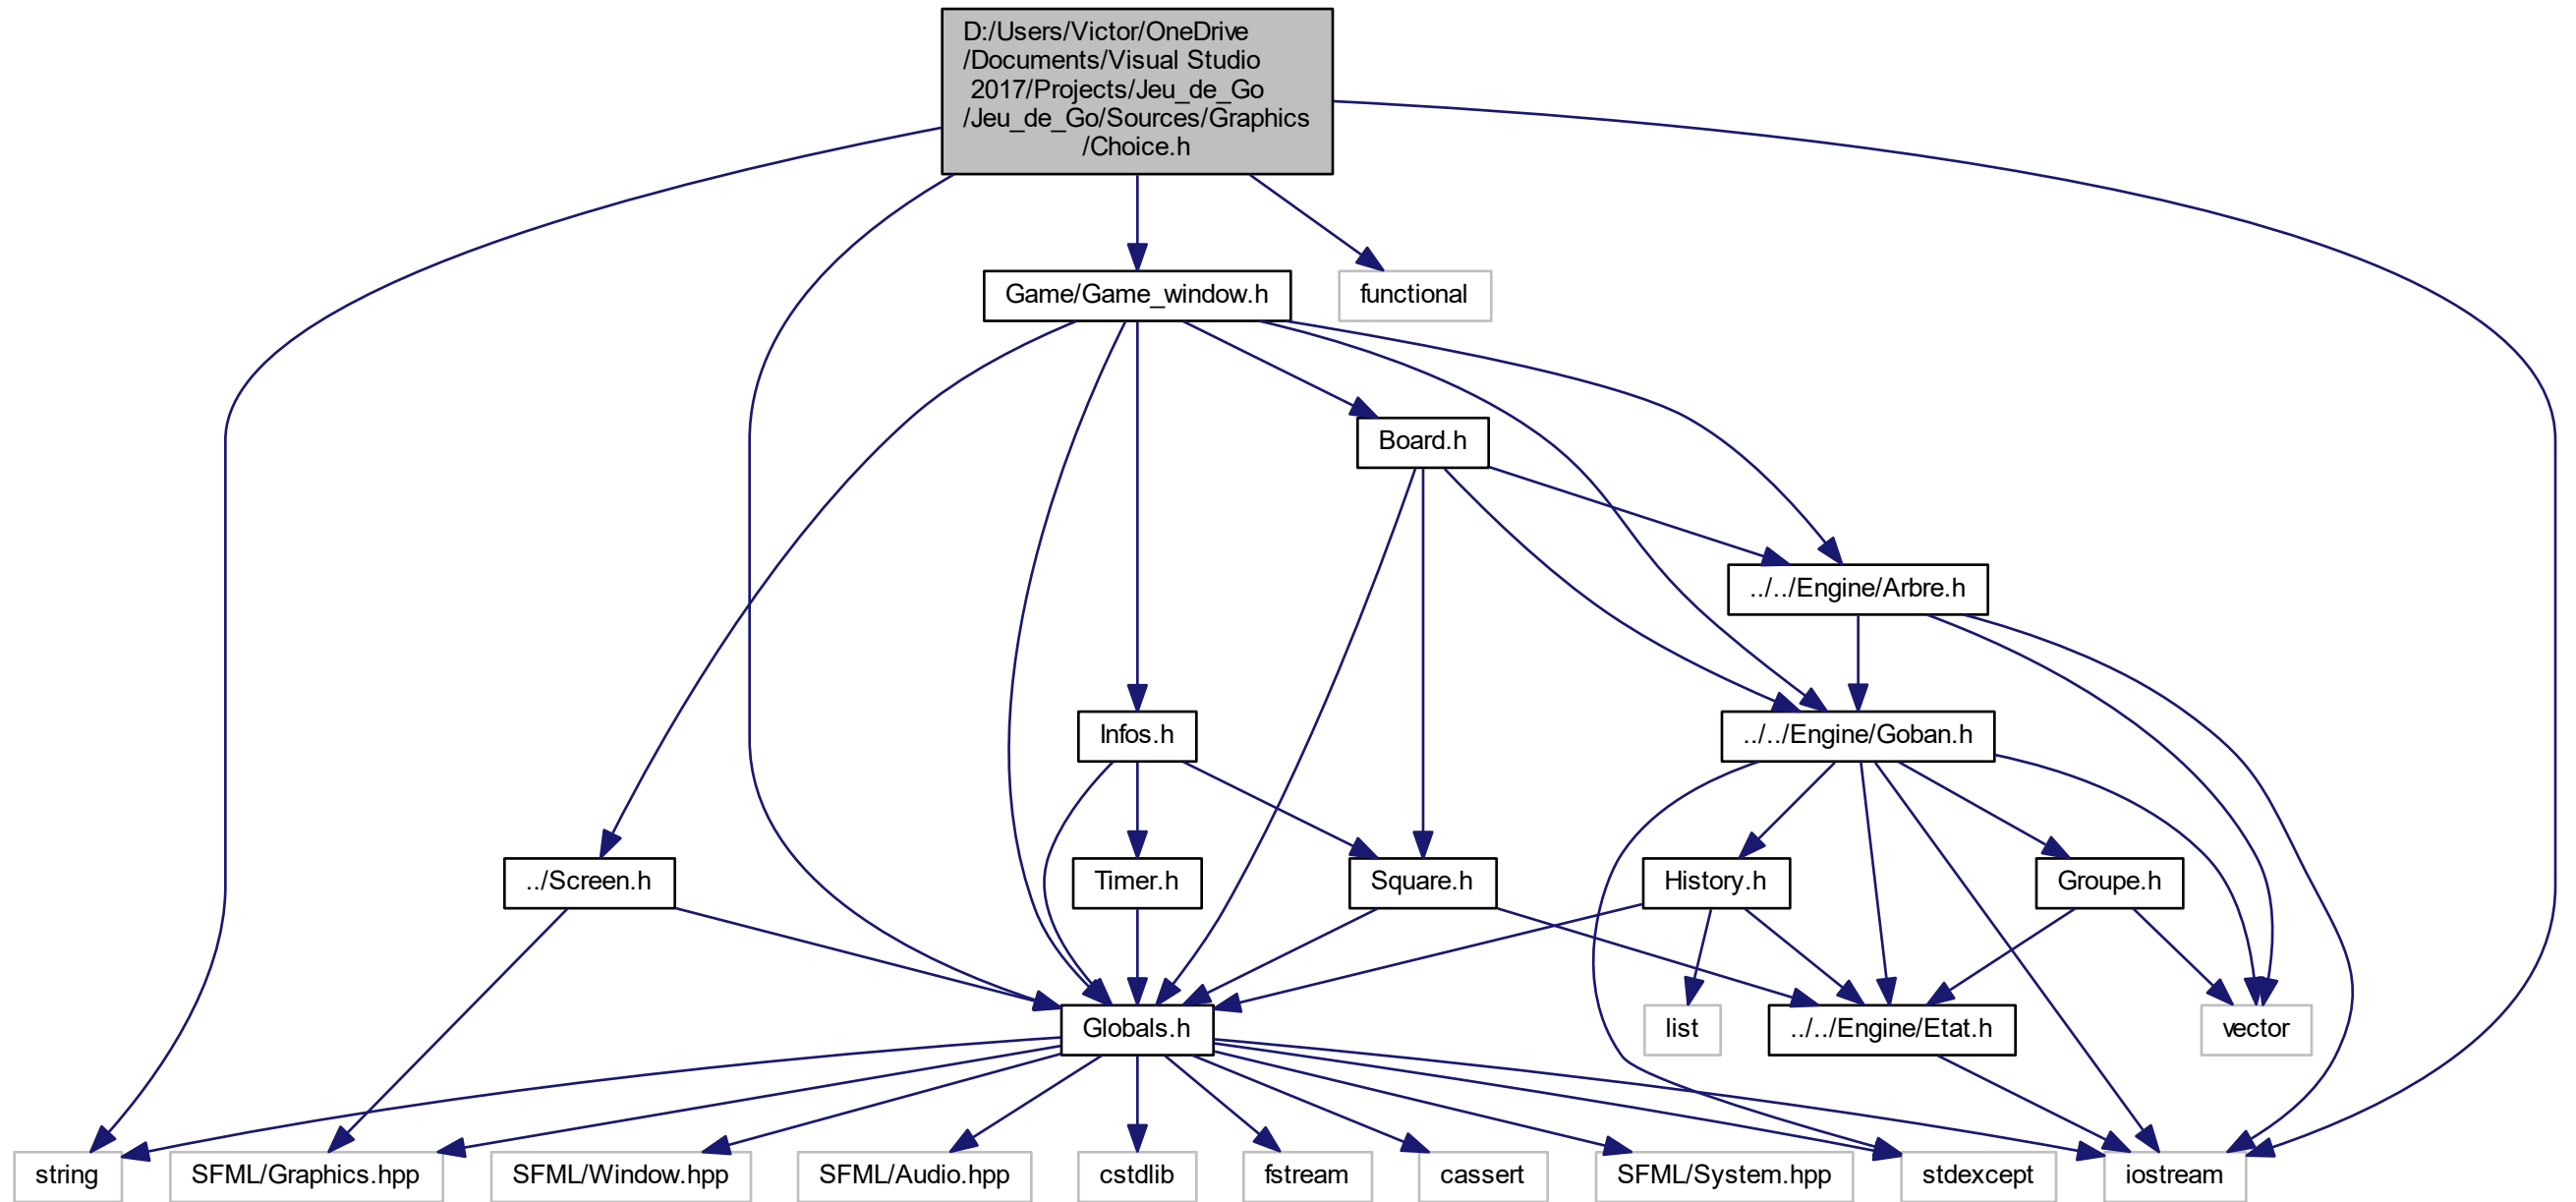 D:/Users/Victor/OneDrive
/Documents/Visual Studio
2017/Projects/Jeu_de_Go
/Jeu_de_Go/Sources/Graphics
/Choice.h
Game/Game_window.h
functional
Board.h
../../Engine/Arbre.h
Infos.h
../../Engine/Goban.h
../Screen.h
Timer.h
Square.h
History.h
Groupe.h
Globals.h
list
../../Engine/Etat.h
vector
string
SFML/Graphics.hpp
SFML/Window.hpp
SFML/Audio.hpp
cstdlib
fstream
cassert
SFML/System.hpp
stdexcept
iostream